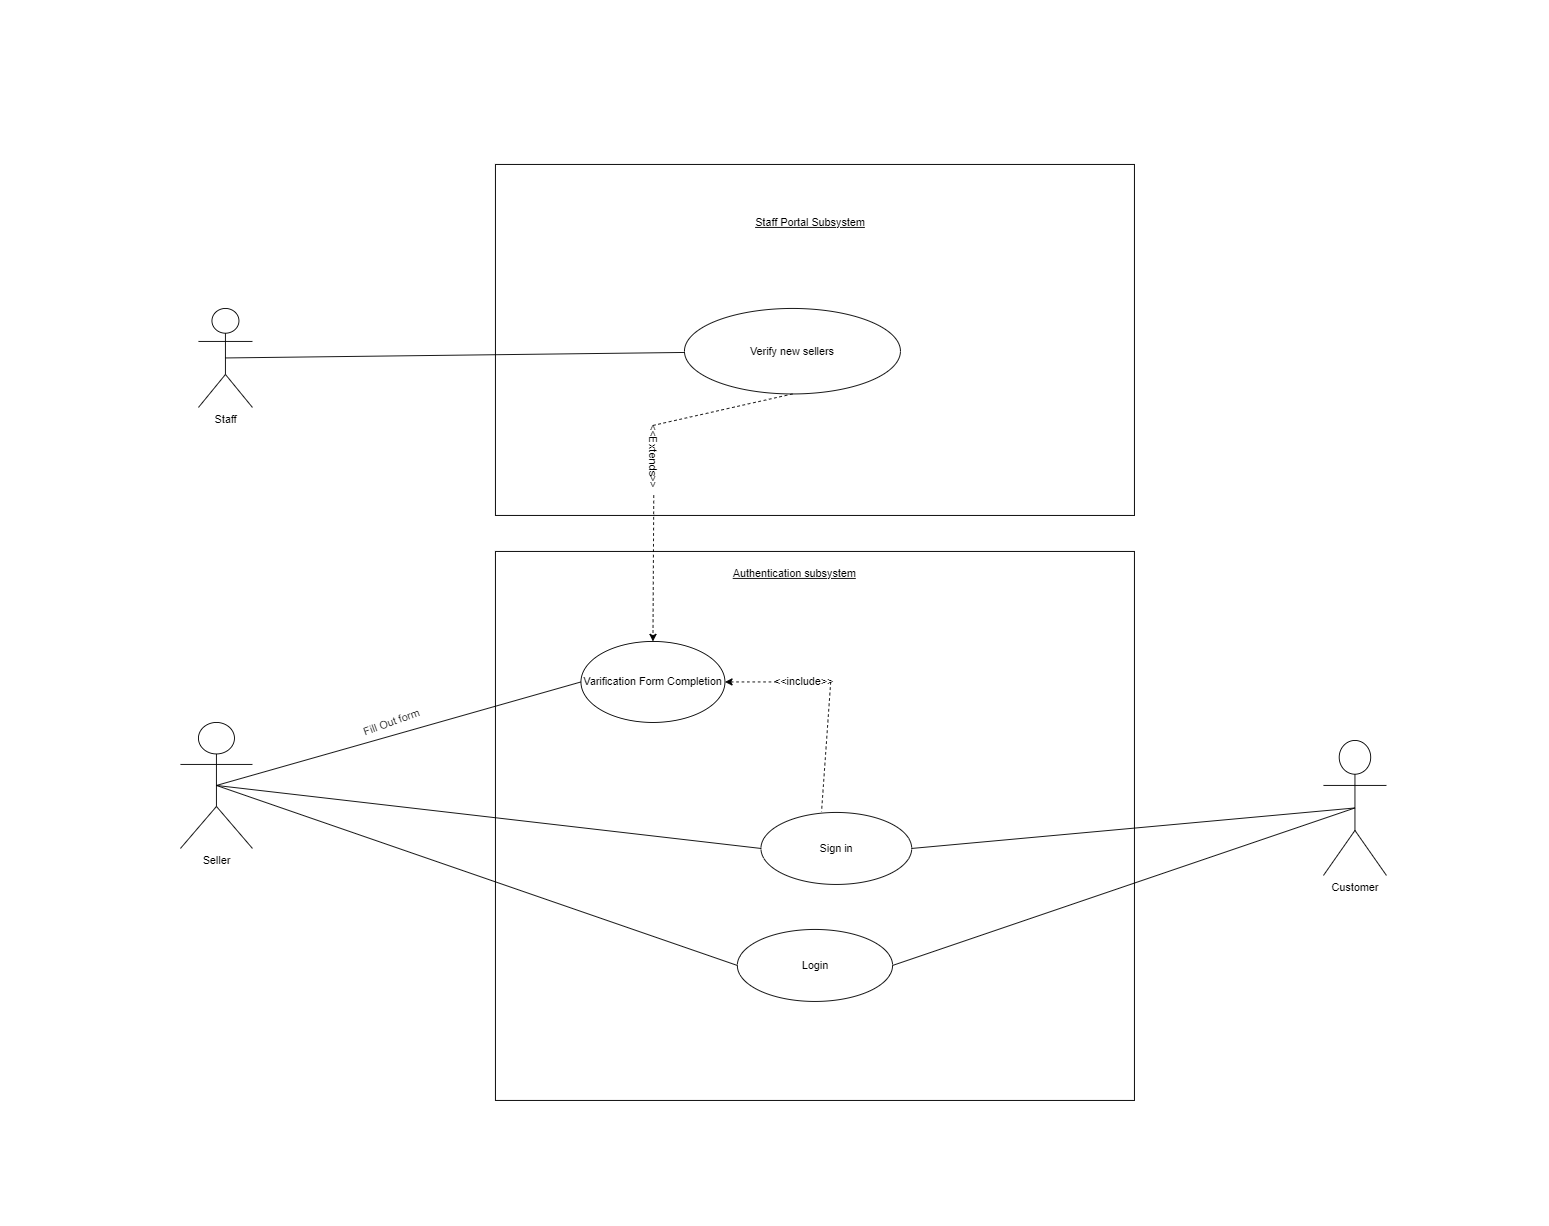 Staff Portal Subsystem
Verify new sellers
Staff
<<Extends>>
Authentication subsystem
Varification Form Completion
<<include>>
Fill Out form
Sign in
Seller
Customer
Login